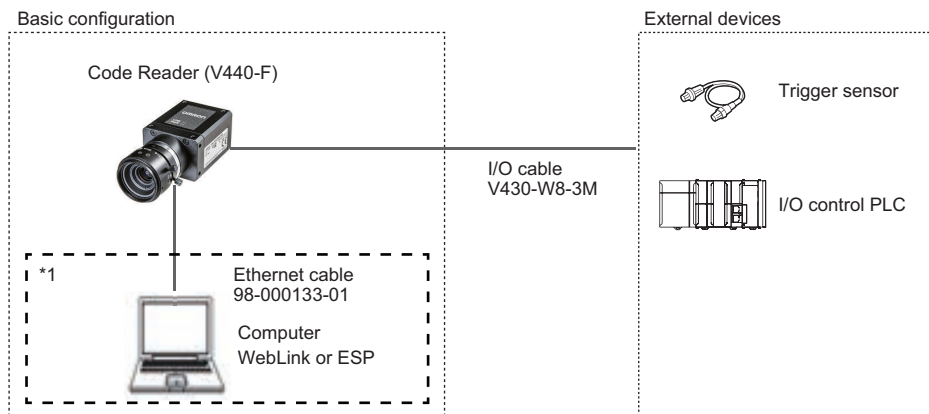 Basic configuration
External devices
Code Reader (V440-F)
OMRON
Trigger sensor
I/O cable
V430-W8-3M
I/O control PLC
*1
Ethernet cable
98-000133-01
Computer
WebLink or ESP